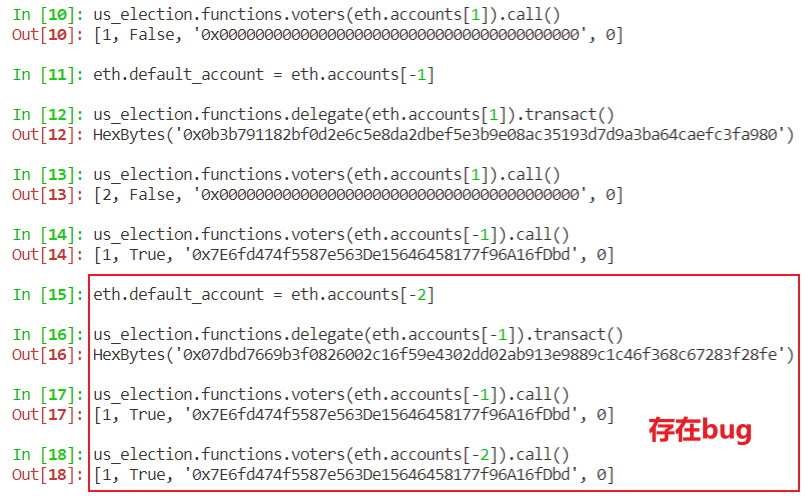 In [10]: us_election.functions.voters(eth.accounts[1]).call()
Out[10]: [1, False, '0x0000000000000000000000000000000000000000', 0]
In [11]: eth.default_account = eth.accounts[-1]
In [12]: us_election.functions.delegate(eth.accounts[1]).transact()
Out[12]: HexBytes('0x0b3b791182bf0d2e6c5e8da2dbef5e3b9e08ac35193d7d9a3ba64caefc3fa980')
In [13]: us_election.functions.voters(eth.accounts[1]).call()
Out[13]: [2, False, '0x0000000000000000000000000000000000000000', 0]
In [14]: us_election.functions.voters(eth.accounts[-1]).call()
Out[14]: [1, True, '0x7E6fd474f5587e563De15646458177f96A16fDbd', 0]
In [15]: eth.default_account = eth.accounts[-2]
In [16]: us_election.functions.delegate(eth.accounts[-1]).transact()
Out[16]: HexBytes('0x07dbd7669b3f0826002c16f59e4302dd02ab913e9889c1c46f368c67283f28fe')
In [17]: us_election.functions.voters(eth.accounts[-1]).call()
Out[17]: [1, True, '0x7E6fd474f5587e563De15646458177f96A16fDbd', 0]
存在bug
In [18]: us_election.functions.voters(eth.accounts[-2]).call()
Out[18]: [1, True, '0x7E6fd474f5587e563De15646458177f96A16fDbd', 0]